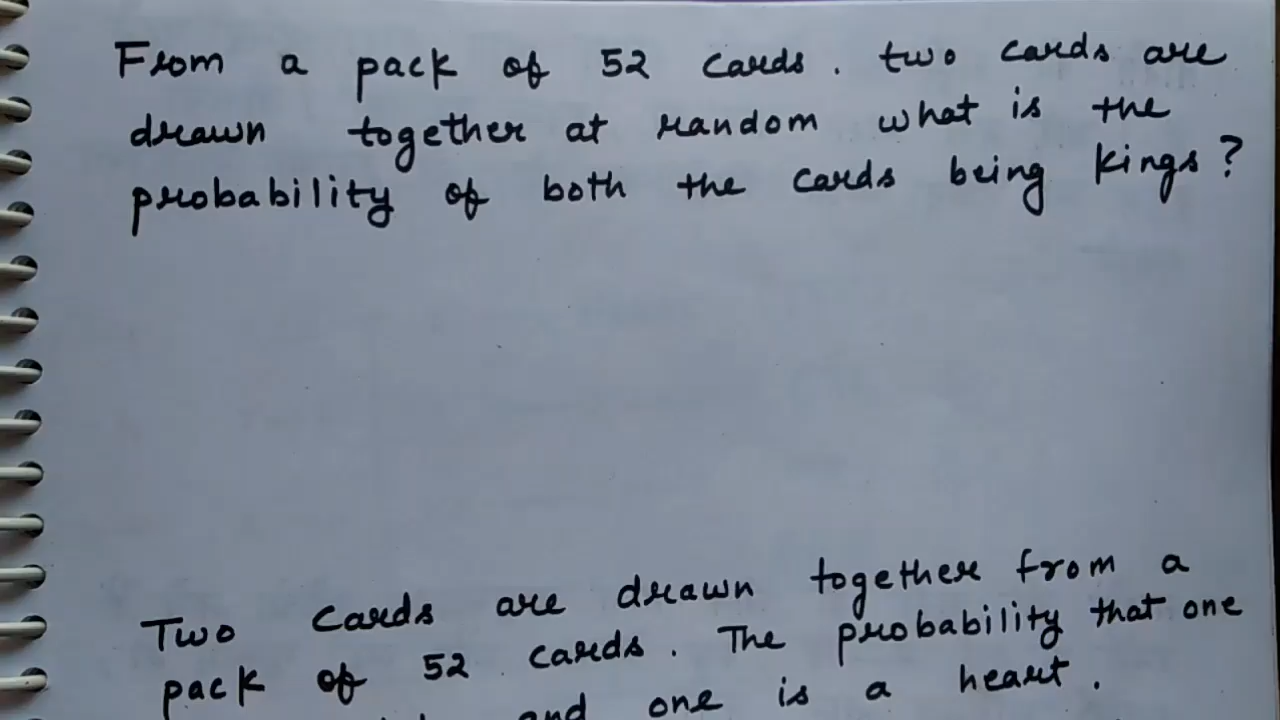 From a pack of 52 cards. two cards are
drawn together at random what is the
probability of both the cards being kings?
Two cards are drawn together from a
pack of 52 cards. The probability that one
and one is a heart.